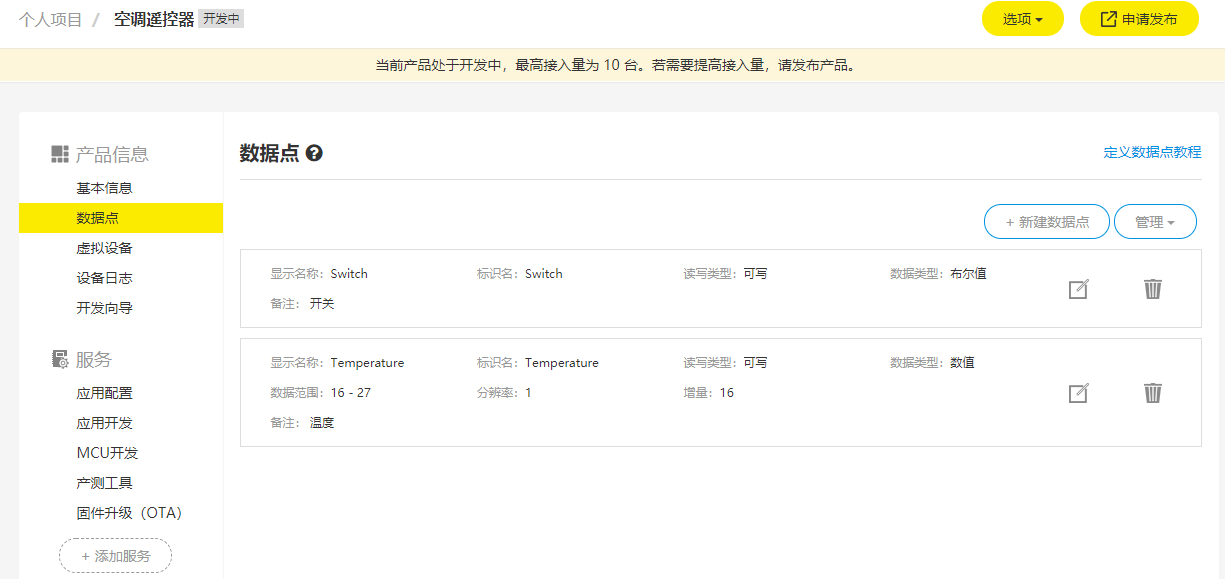 个人项目 / 空调遥控器 开发中
选项
申请发布
当前产品处于开发中，最高接入量为 10 台。若需要提高接入量，请发布产品。
产品信息
基本信息
数据点
虚拟设备
设备日志
开发向导
服务
应用配置
应用开发
MCU开发
产测工具
固件升级（OTA）
+ 添加服务
数据点 ?
定义数据点教程
+ 新建数据点
管理
显示名称：Switch 标识名：Switch 读写类型：可写 数据类型：布尔值
备注： 开关
显示名称：Temperature 标识名：Temperature 读写类型：可写 数据类型：数值
数据范围：16 - 27 分辨率：1 增量：16
备注： 温度